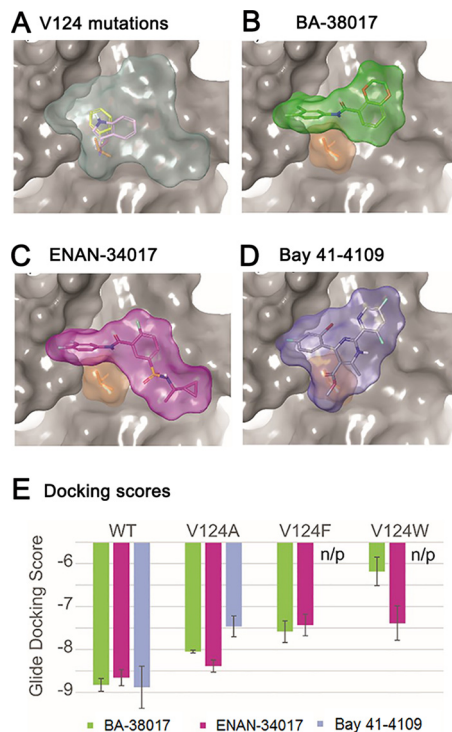 A V124 mutations
B BA-38017
C ENAN-34017
D Bay 41-4109
E Docking scores
WT V124A V124F V124W
n/p n/p
Glide Docking Score
-6
-7
-8
-9
BA-38017 ENAN-34017 Bay 41-4109